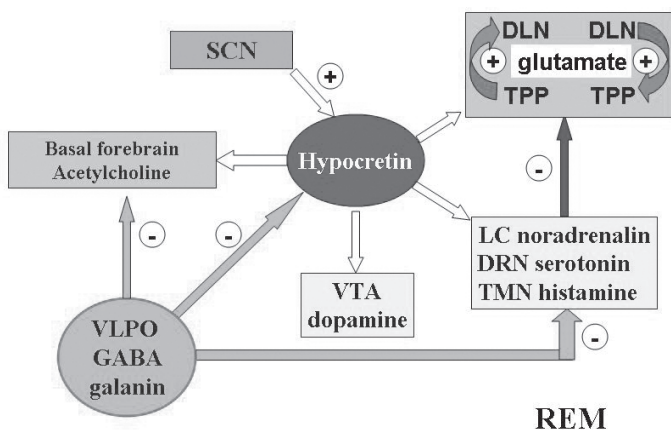 SCN
+
DLN DLN
+ glutamate +
TPP TPP
Basal forebrain
Acetylcholine
Hypocretin
-
-
-
LC noradrenalin
DRN serotonin
TMN histamine
VTA
dopamine
VLPO
GABA
galanin
-
REM